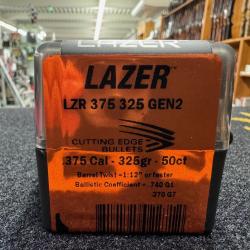 LAZER
LAZER™
LZR 375 325 GEN2
CUTTING EDGE
BULLETS
.375 Cal - 325gr - 50ct
Barrel Twist - 1:12" or faster
Ballistic Coefficient = .740 G1
.370 G7